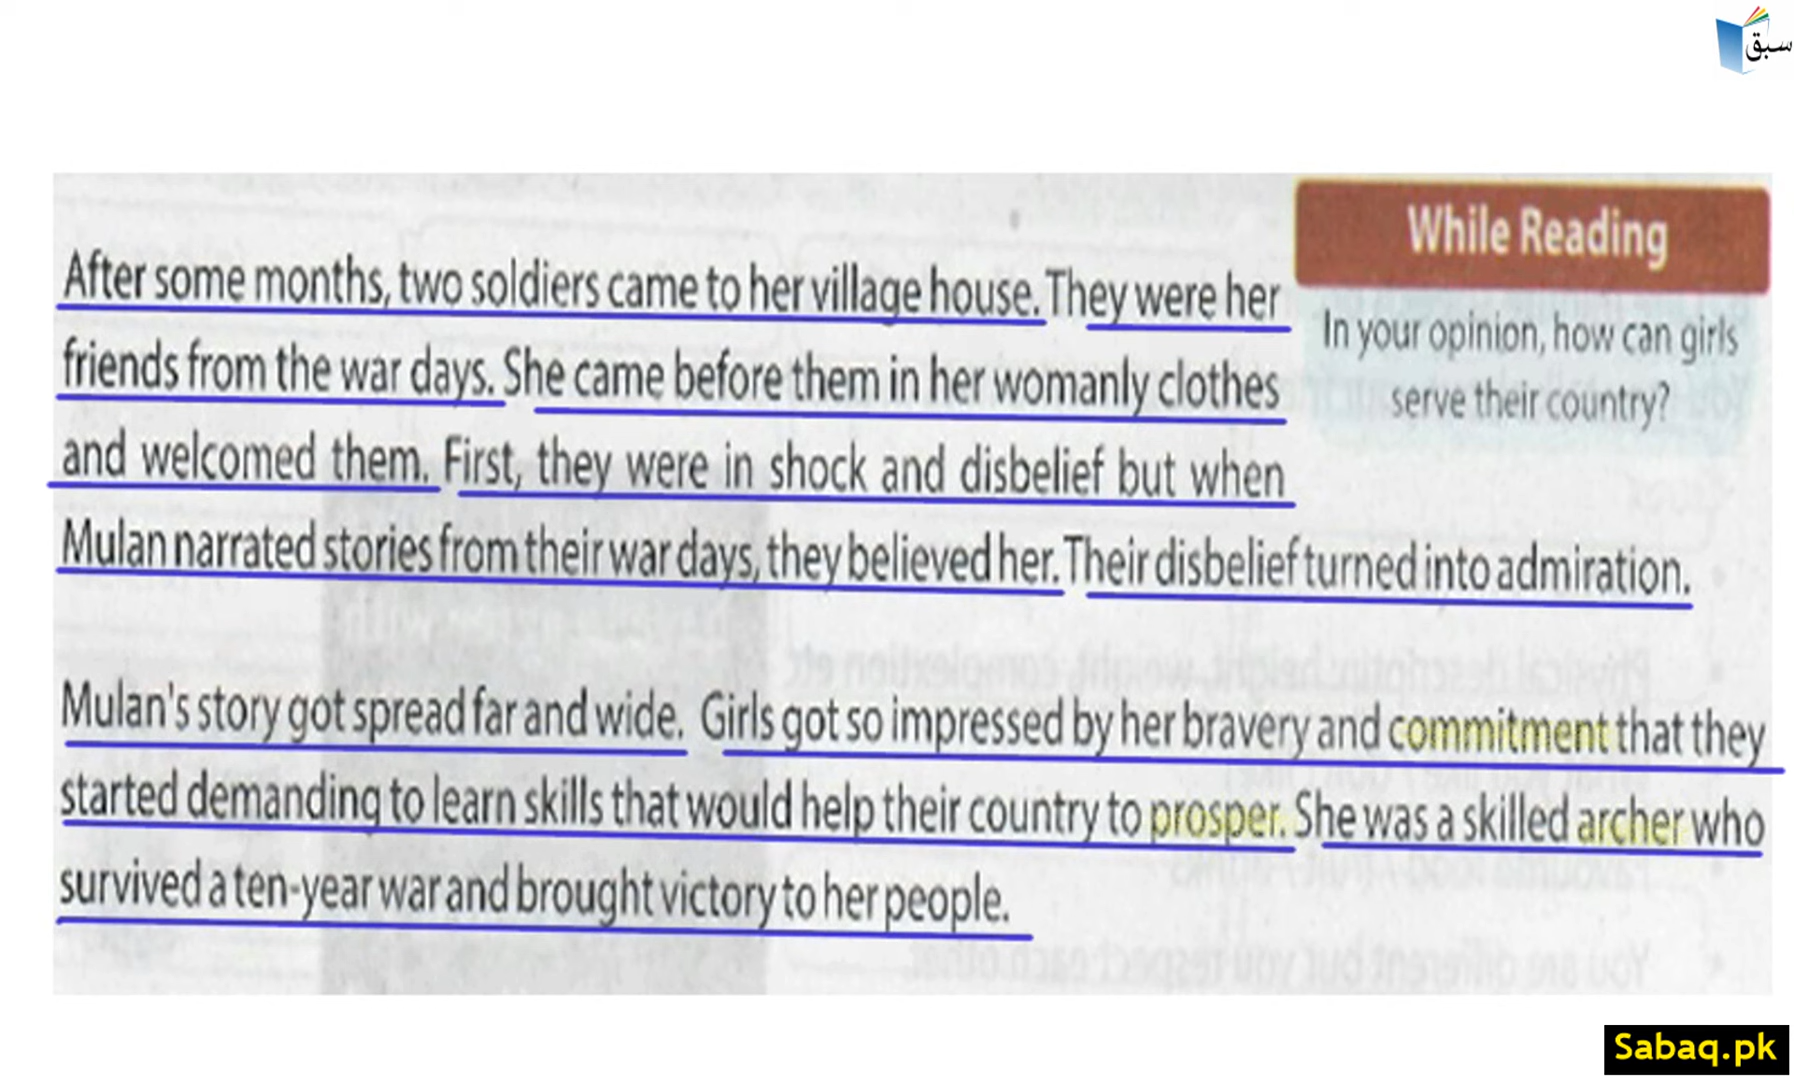 سبق
After some months, two soldiers came to her village house. They were her
friends from the war days. She came before them in her womanly clothes
and welcomed them. First, they were in shock and disbelief but when
Mulan narrated stories from their war days, they believed her. Their disbelief turned into admiration.
While Reading
In your opinion, how can girls
serve their country?
Mulan's story got spread far and wide. Girls got so impressed by her bravery and commitment that they
started demanding to learn skills that would help their country to prosper. She was a skilled archer who
survived a ten-year war and brought victory to her people.
Sabaq.pk